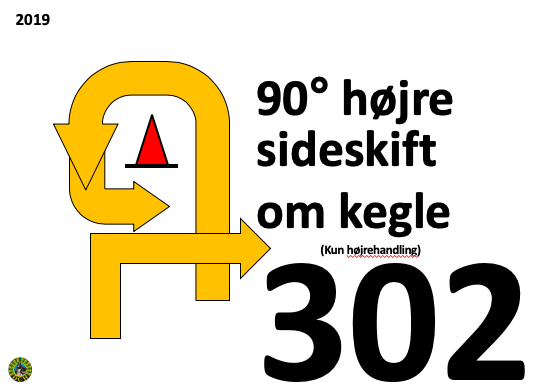 2019
90° højre
sideskift
om kegle
(Kun højrehandling)
302